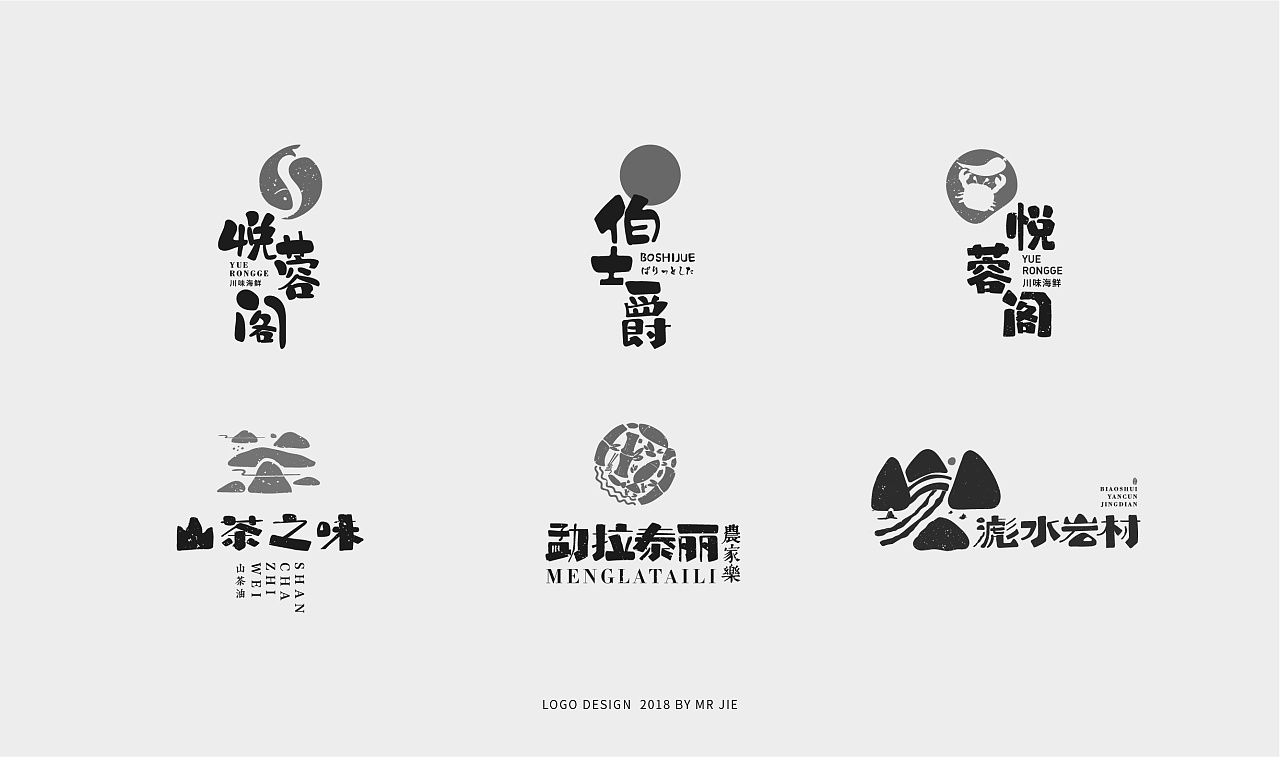 悦蓉阁
YUE
RONGGE
川味海鲜
伯士爵
BOSHIJUE
ばりっとした
悦蓉阁
YUE
RONGGE
川味海鲜
山茶之味
SHAN
CHA
ZHI
WEI
山茶油
勐拉泰丽
農家樂
MENGLATAILI
BIAOSHUI
YANCUN
JINGDIAN
滮水岩村
LOGO DESIGN 2018 BY MR JIE